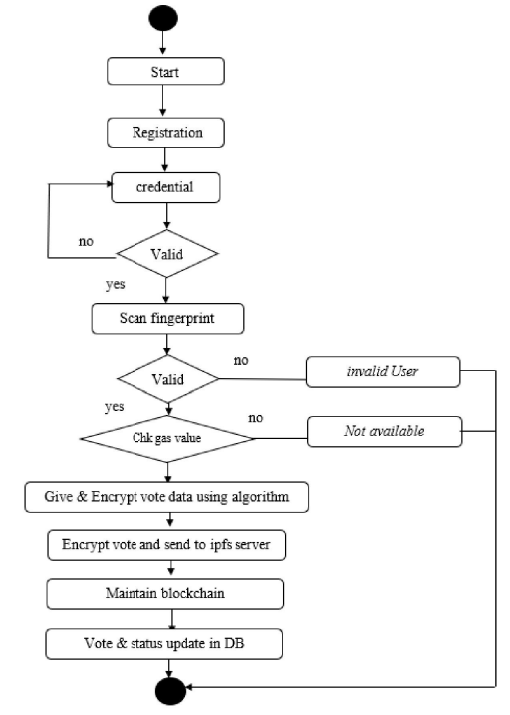 Start
Registration
credential
no
Valid
yes
Scan fingerprint
no
invalid User
Valid
yes
no
Not available
Chk gas value
Give & Encrypt vote data using algorithm
Encrypt vote and send to ipfs server
Maintain blockchain
Vote & status update in DB